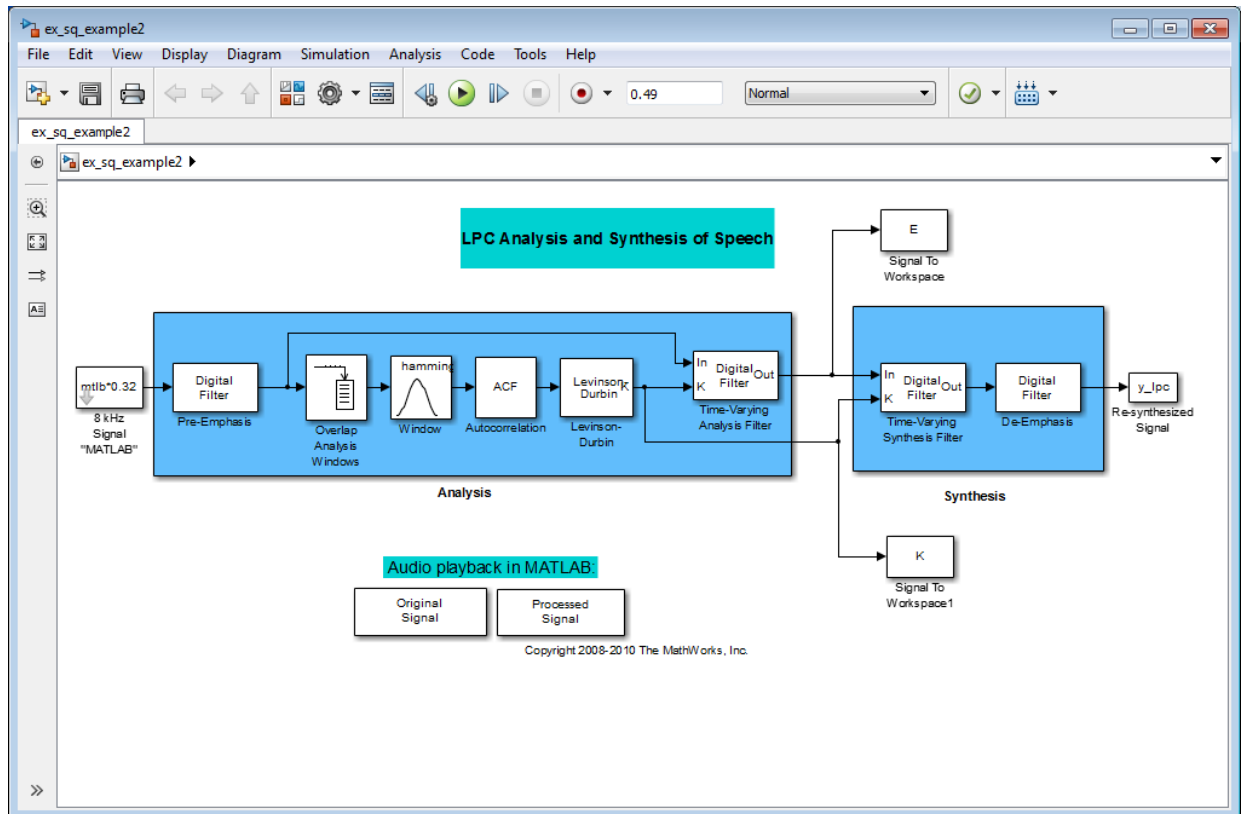 ex_sq_example2
File Edit View Display Diagram Simulation Analysis Code Tools Help
0.49
Normal
ex_sq_example2
ex_sq_example2
LPC Analysis and Synthesis of Speech
E
Signal To
Workspace
mtlb*0.32
8 kHz
Signal
"MATLAB"
Digital
Filter
Pre-Emphasis
Overlap
Analysis
Windows
hamming
Window
ACF
Autocorrelation
Levinson
Durbin
K
Levinson-
Durbin
In
K
Digital
Filter
Out
Time-Varying
Analysis Filter
Analysis
In
K
Digital
Filter
Out
Time-Varying
Synthesis Filter
Digital
Filter
De-Emphasis
y_lpc
Re-synthesized
Signal
Synthesis
K
Signal To
Workspace1
Audio playback in MATLAB:
Original
Signal
Processed
Signal
Copyright 2008-2010 The MathWorks, Inc.